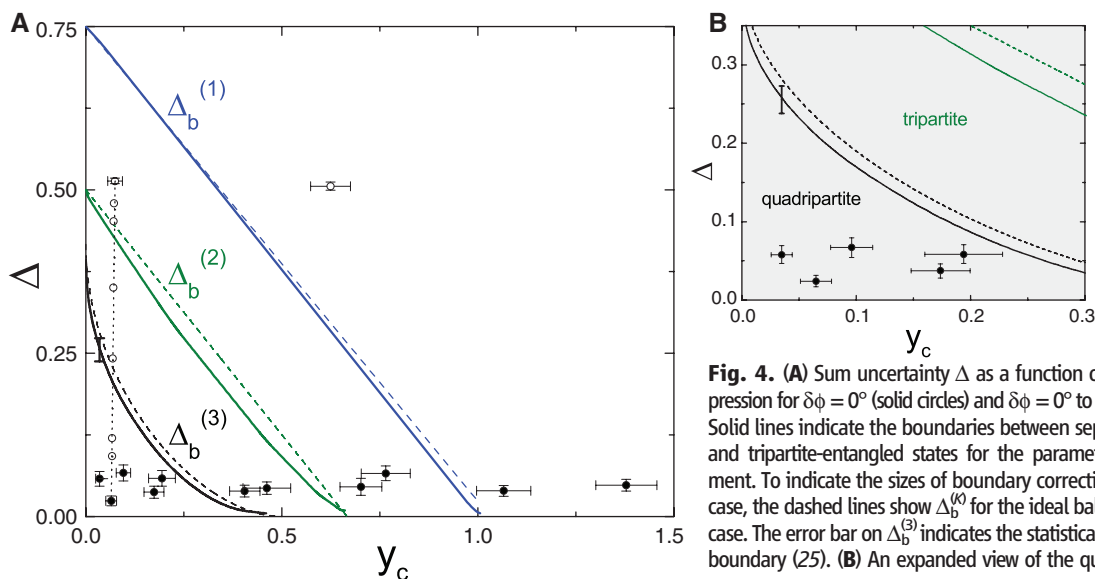 A
0.75
0.50
0.25
0.00
Δ
Δb(1)
Δb(2)
Δb(3)
0.0 0.5 1.0 1.5
yc
B
0.3
0.2
0.1
0.0
Δ
tripartite
quadripartite
0.0 0.1 0.2 0.3
yc
Fig. 4. (A) Sum uncertainty Δ as a function o
pression for δϕ = 0° (solid circles) and δϕ = 0° to
Solid lines indicate the boundaries between sep
and tripartite-entangled states for the paramet
ment. To indicate the sizes of boundary correcti
case, the dashed lines show Δb(K) for the ideal bal
case. The error bar on Δb(3) indicates the statistica
boundary (25). (B) An expanded view of the qu